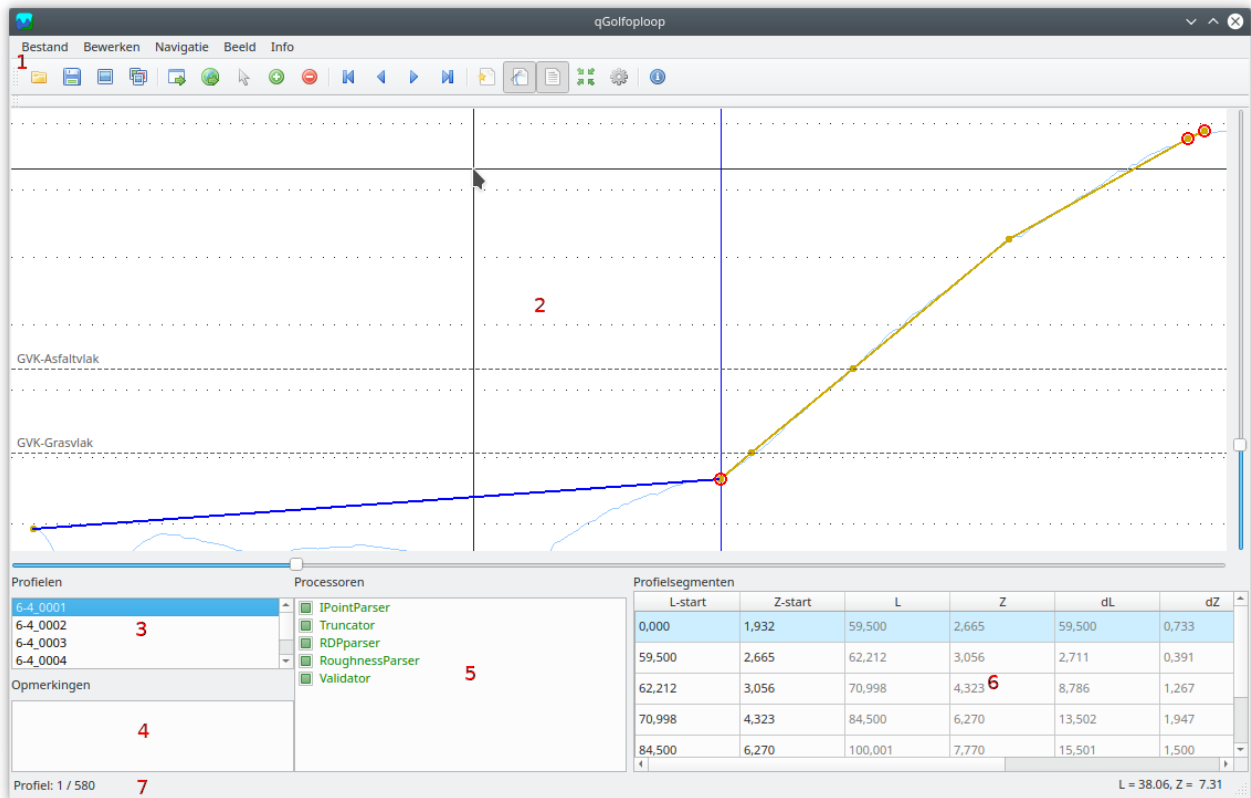 qGolfoploop
Bestand Bewerken Navigatie Beeld Info
1
2
GVK-Asfaltvlak
GVK-Grasvlak
Profielen
6-4_0001
6-4_0002
6-4_0003
6-4_0004
3
Opmerkingen
4
Processoren
IPointParser
Truncator
RDPparser
RoughnessParser
Validator
5
Profielsegmenten
L-start Z-start L Z dL dZ
0,000 1,932 59,500 2,665 59,500 0,733
59,500 2,665 62,212 3,056 2,711 0,391
62,212 3,056 70,998 4,323 8,786 1,267
6
70,998 4,323 84,500 6,270 13,502 1,947
84,500 6,270 100,001 7,770 15,501 1,500
Profiel: 1 / 580
7
L = 38.06, Z = 7.31